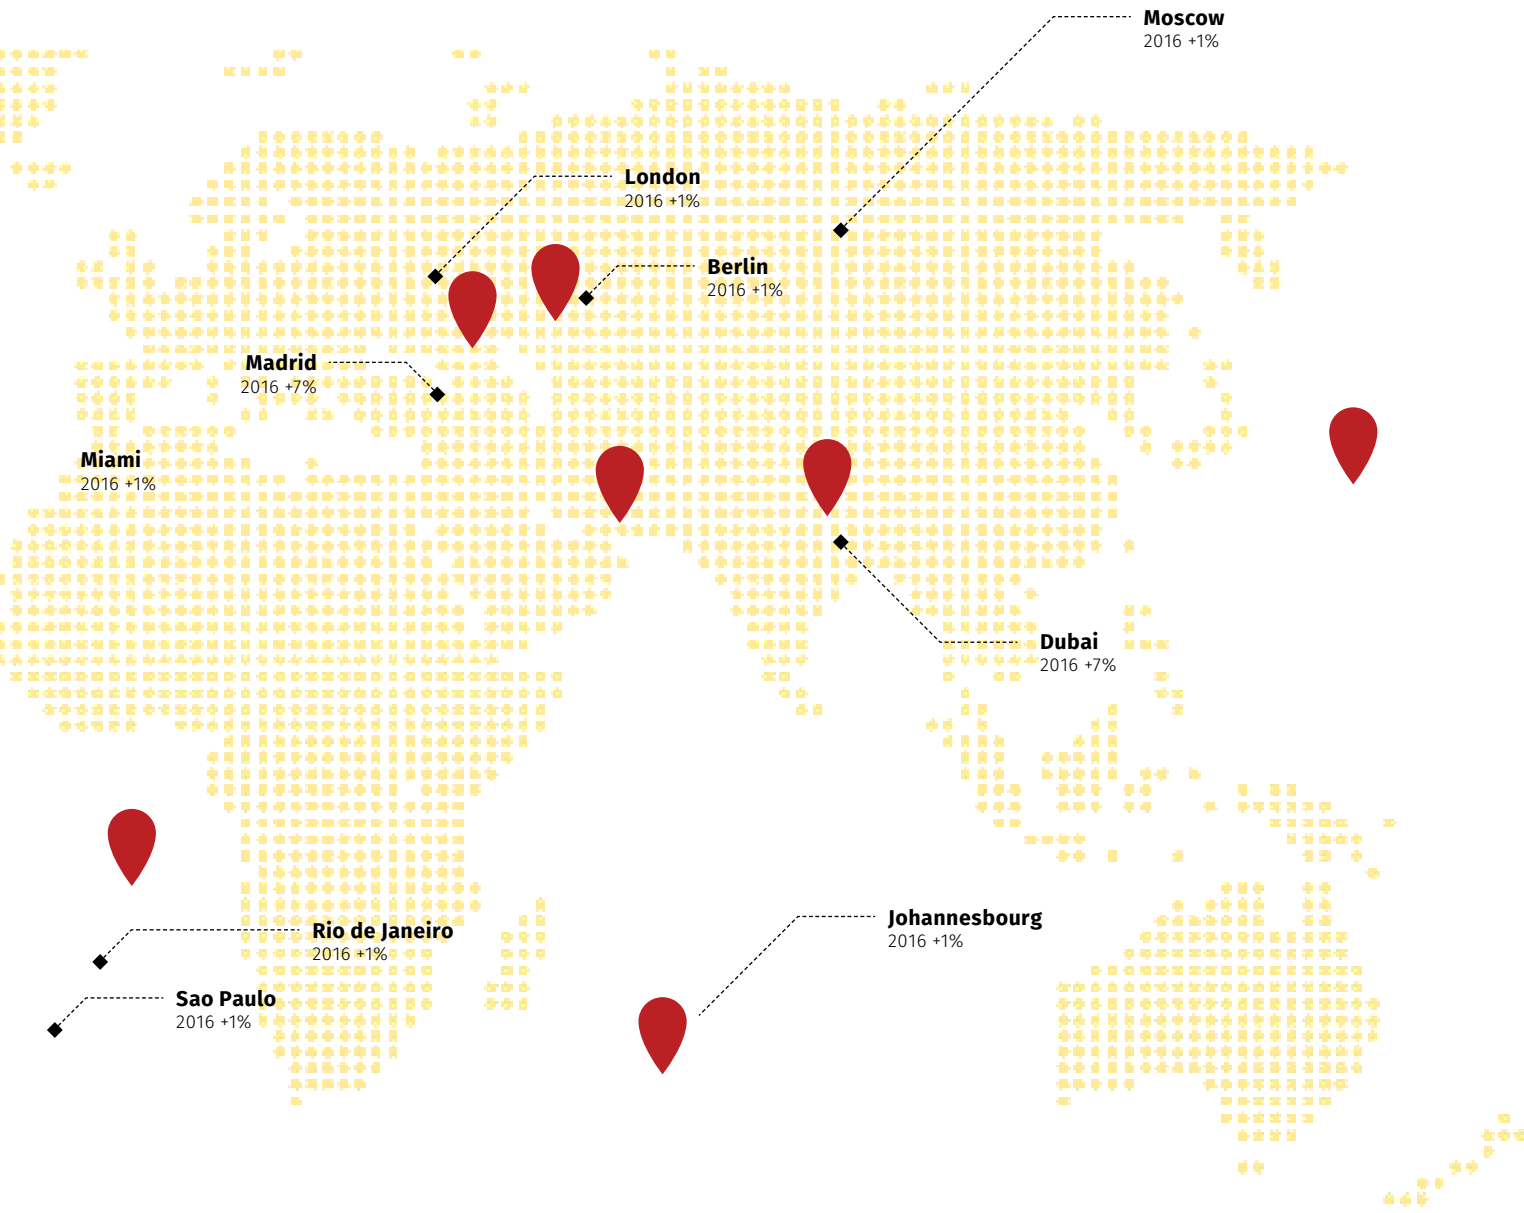 Moscow
2016 +1%
London
2016 +1%
Berlin
2016 +1%
Madrid
2016 +7%
Miami
2016 +1%
Dubai
2016 +7%
Johannesbourg
2016 +1%
Rio de Janeiro
2016 +1%
Sao Paulo
2016 +1%